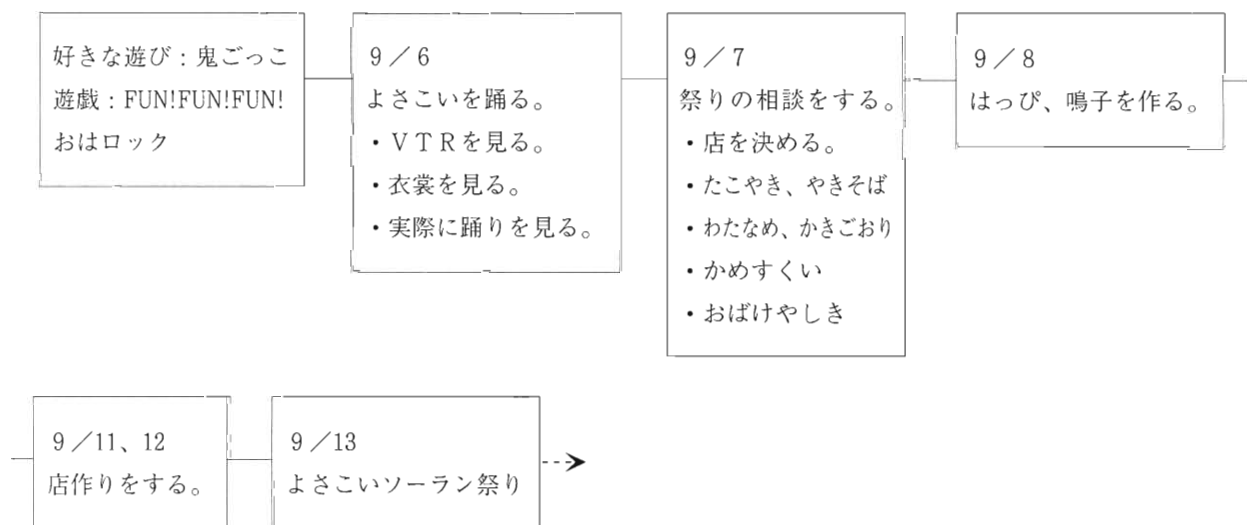 好きな遊び：鬼ごっこ
遊戯：FUN!FUN!FUN!
おはロック
9／6
よさこいを踊る。
・ＶＴＲを見る。
・衣裳を見る。
・実際に踊りを見る。
9／7
祭りの相談をする。
・店を決める。
・たこやき、やきそば
・わたなめ、かきごおり
・かめすくい
・おばけやしき
9／8
はっぴ、鳴子を作る。
9／11、12
店作りをする。
9／13
よさこいソーラン祭り